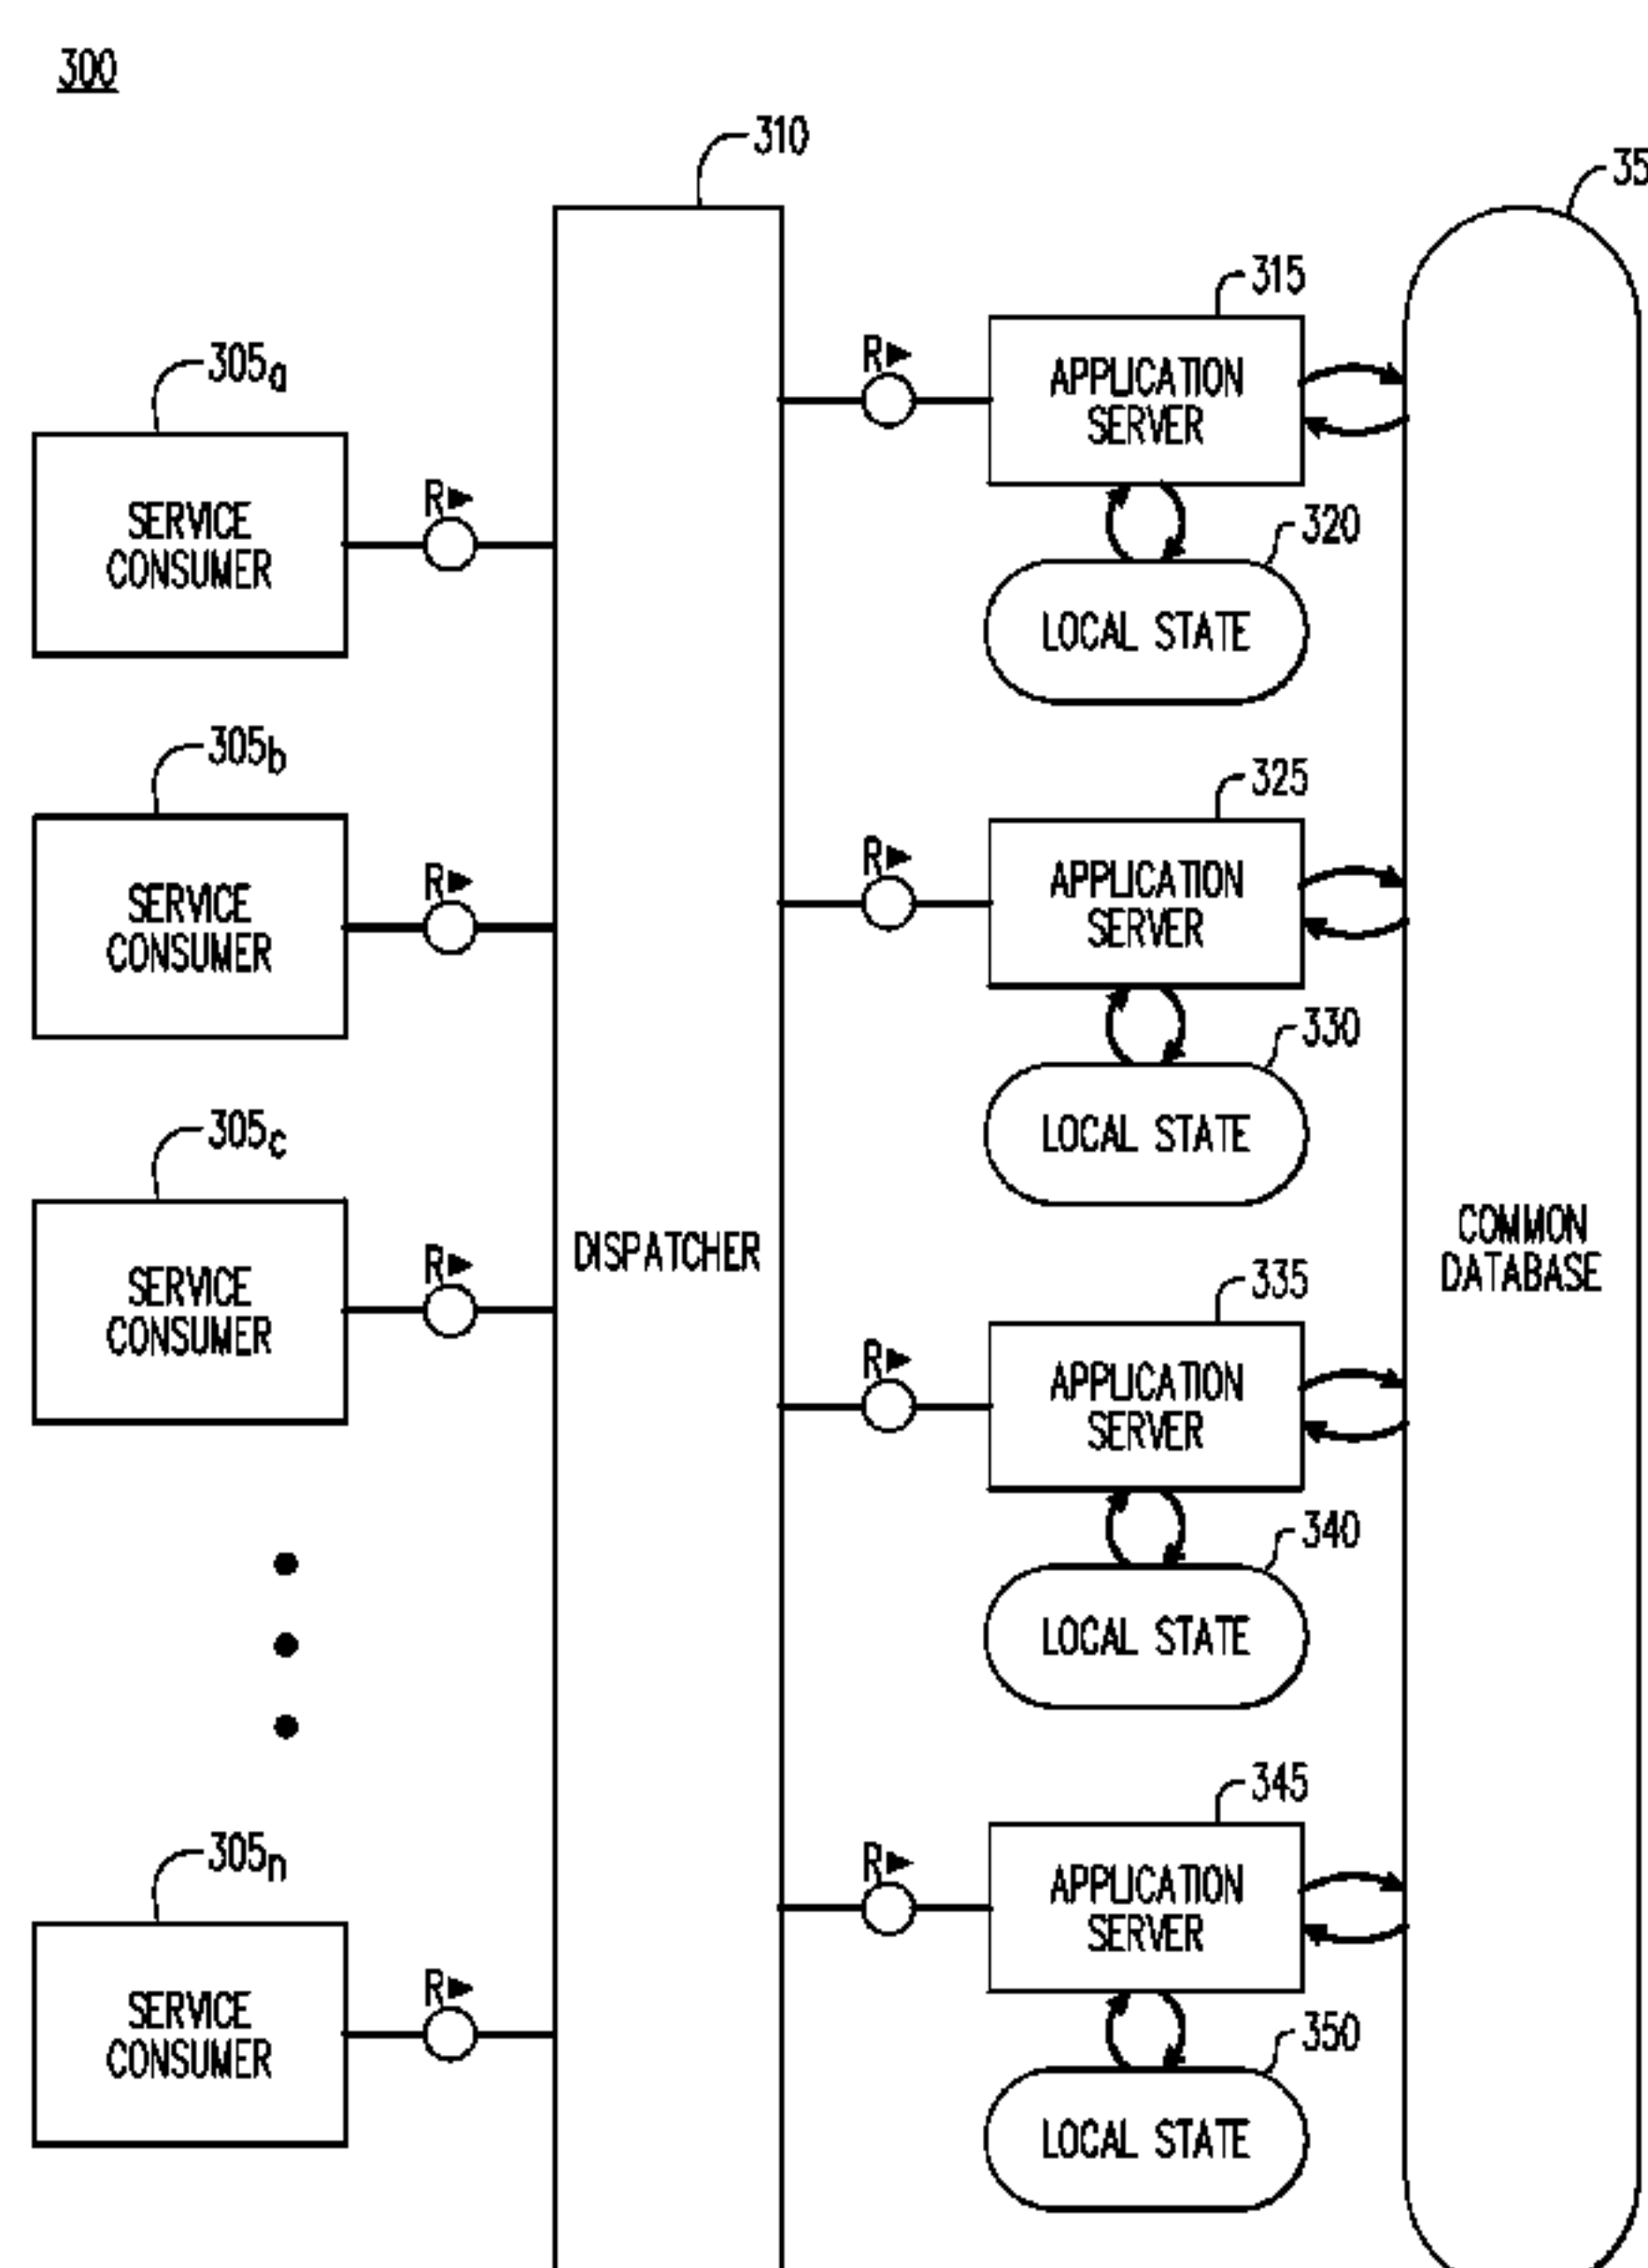 300
310
35
315
305a
R▶
APPLICATION
SERVER
R▶
SERVICE
CONSUMER
320
LOCAL STATE
305b
325
R▶
APPLICATION
SERVER
R▶
SERVICE
CONSUMER
330
LOCAL STATE
305c
SERVICE
CONSUMER
R▶
DISPATCHER
COMMON
DATABASE
335
R▶
APPLICATION
SERVER
340
LOCAL STATE
345
305n
R▶
APPLICATION
SERVER
R▶
SERVICE
CONSUMER
350
LOCAL STATE